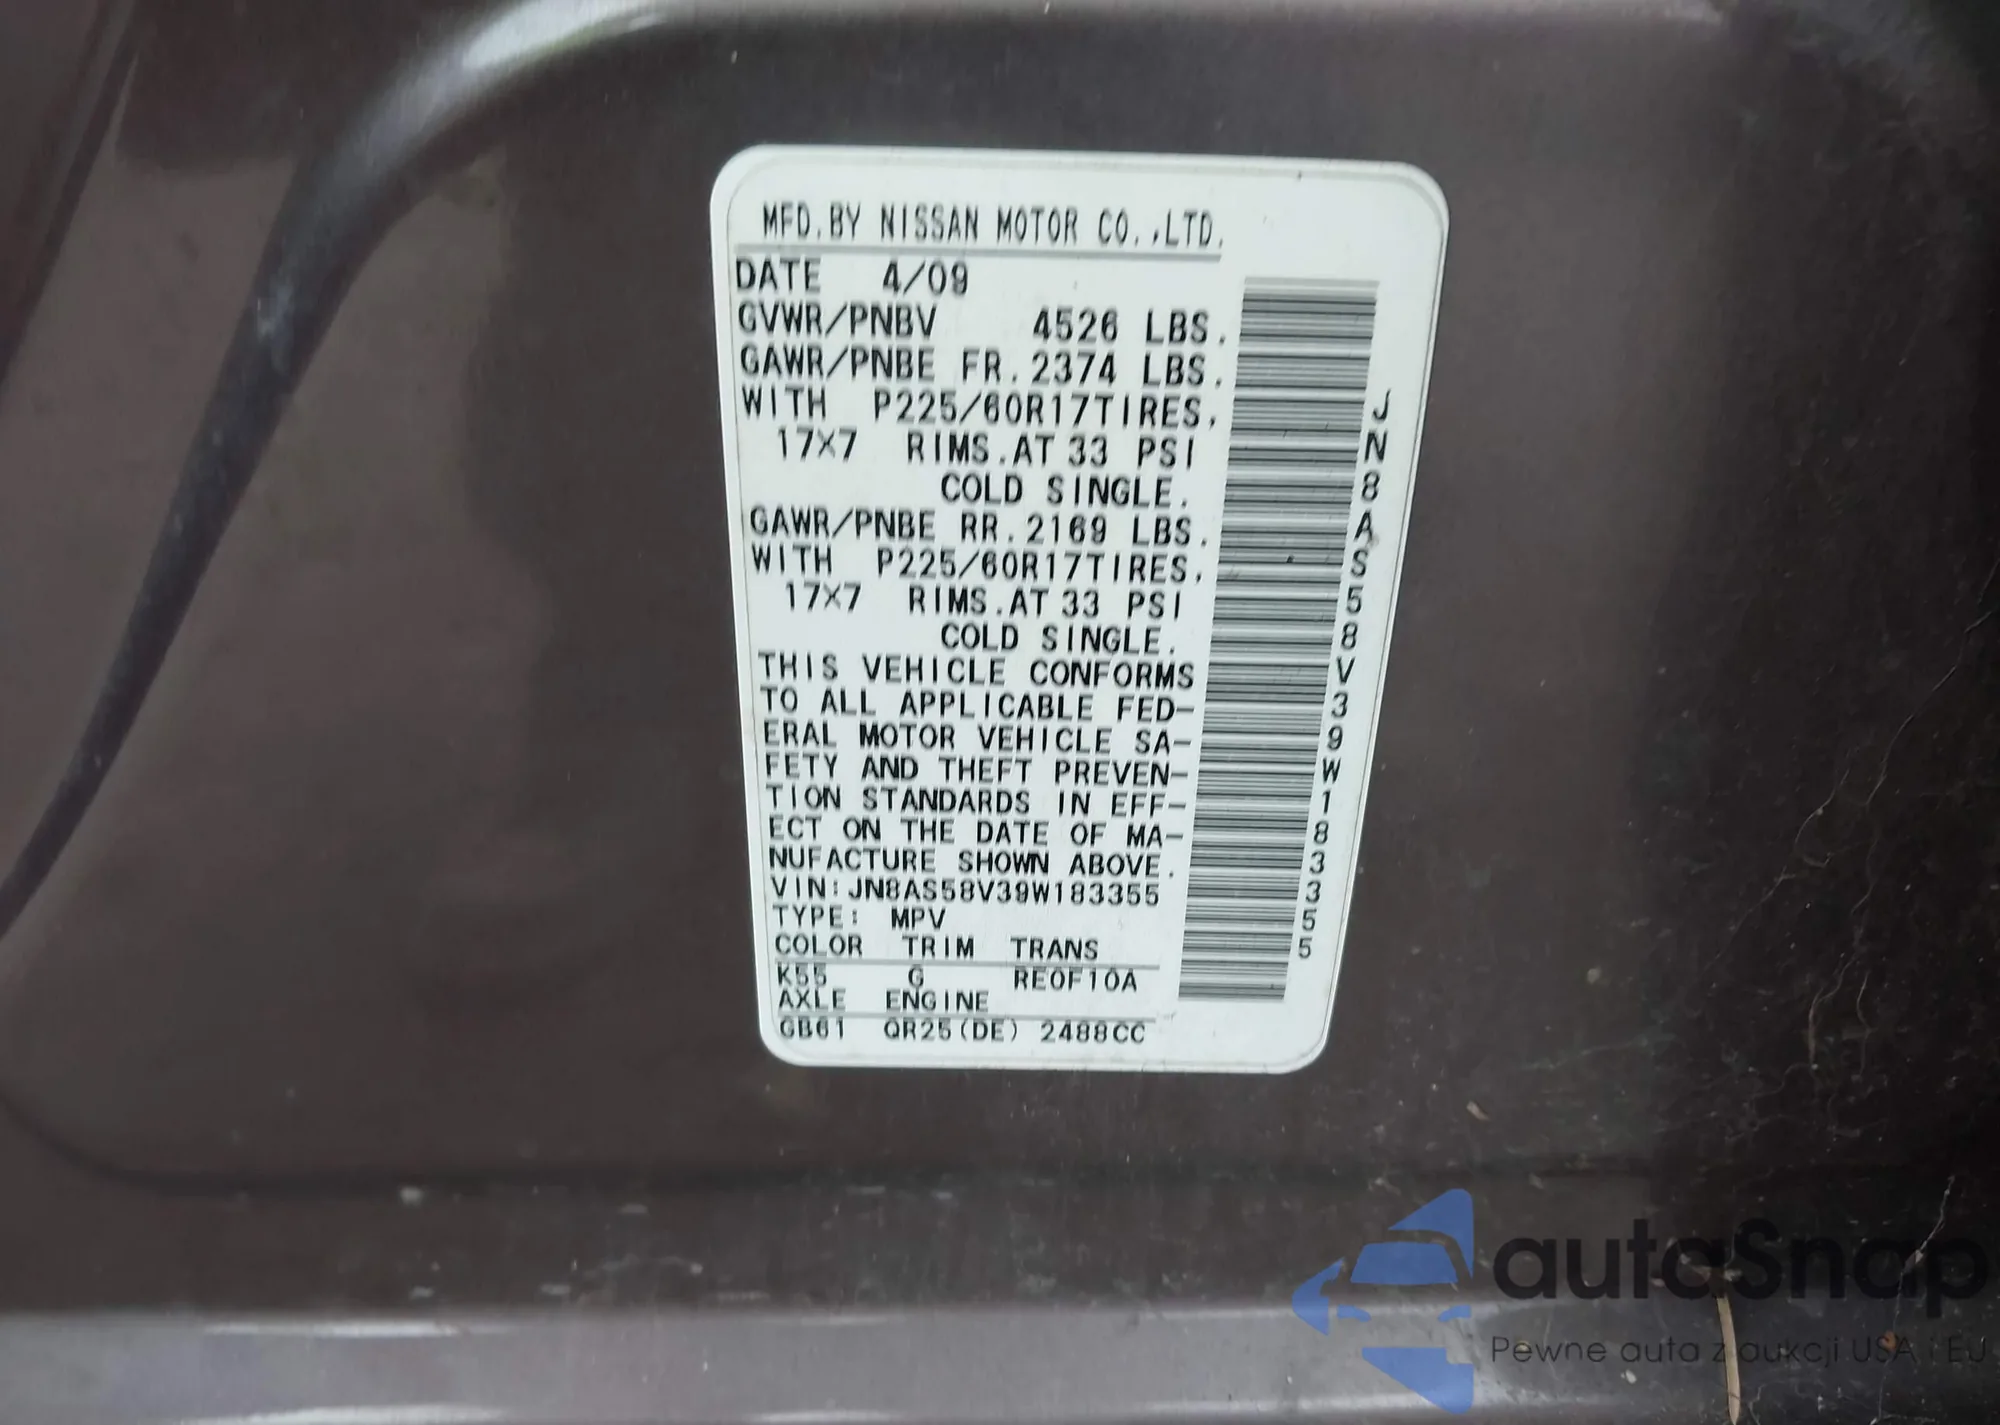 MFD.BY NISSAN MOTOR CO.,LTD.
DATE 4/09
GVWR/PNBV 4526 LBS.
GAWR/PNBE FR.2374 LBS.
WITH P225/60R17TIRES,
17×7 RIMS.AT 33 PSI
COLD SINGLE.
GAWR/PNBE RR.2169 LBS.
WITH P225/60R17TIRES,
17×7 RIMS.AT 33 PSI
COLD SINGLE.
THIS VEHICLE CONFORMS
TO ALL APPLICABLE FED-
ERAL MOTOR VEHICLE SA-
FETY AND THEFT PREVEN-
TION STANDARDS IN EFF-
ECT ON THE DATE OF MA-
NUFACTURE SHOWN ABOVE.
VIN:JN8AS58V39W183355
TYPE: MPV
COLOR TRIM TRANS
K55 G RE0F10A
AXLE ENGINE
GB61 QR25(DE) 2488CC
JN8AS58V39W183355
autaSnap
Pewne auta z aukcji USA i EU